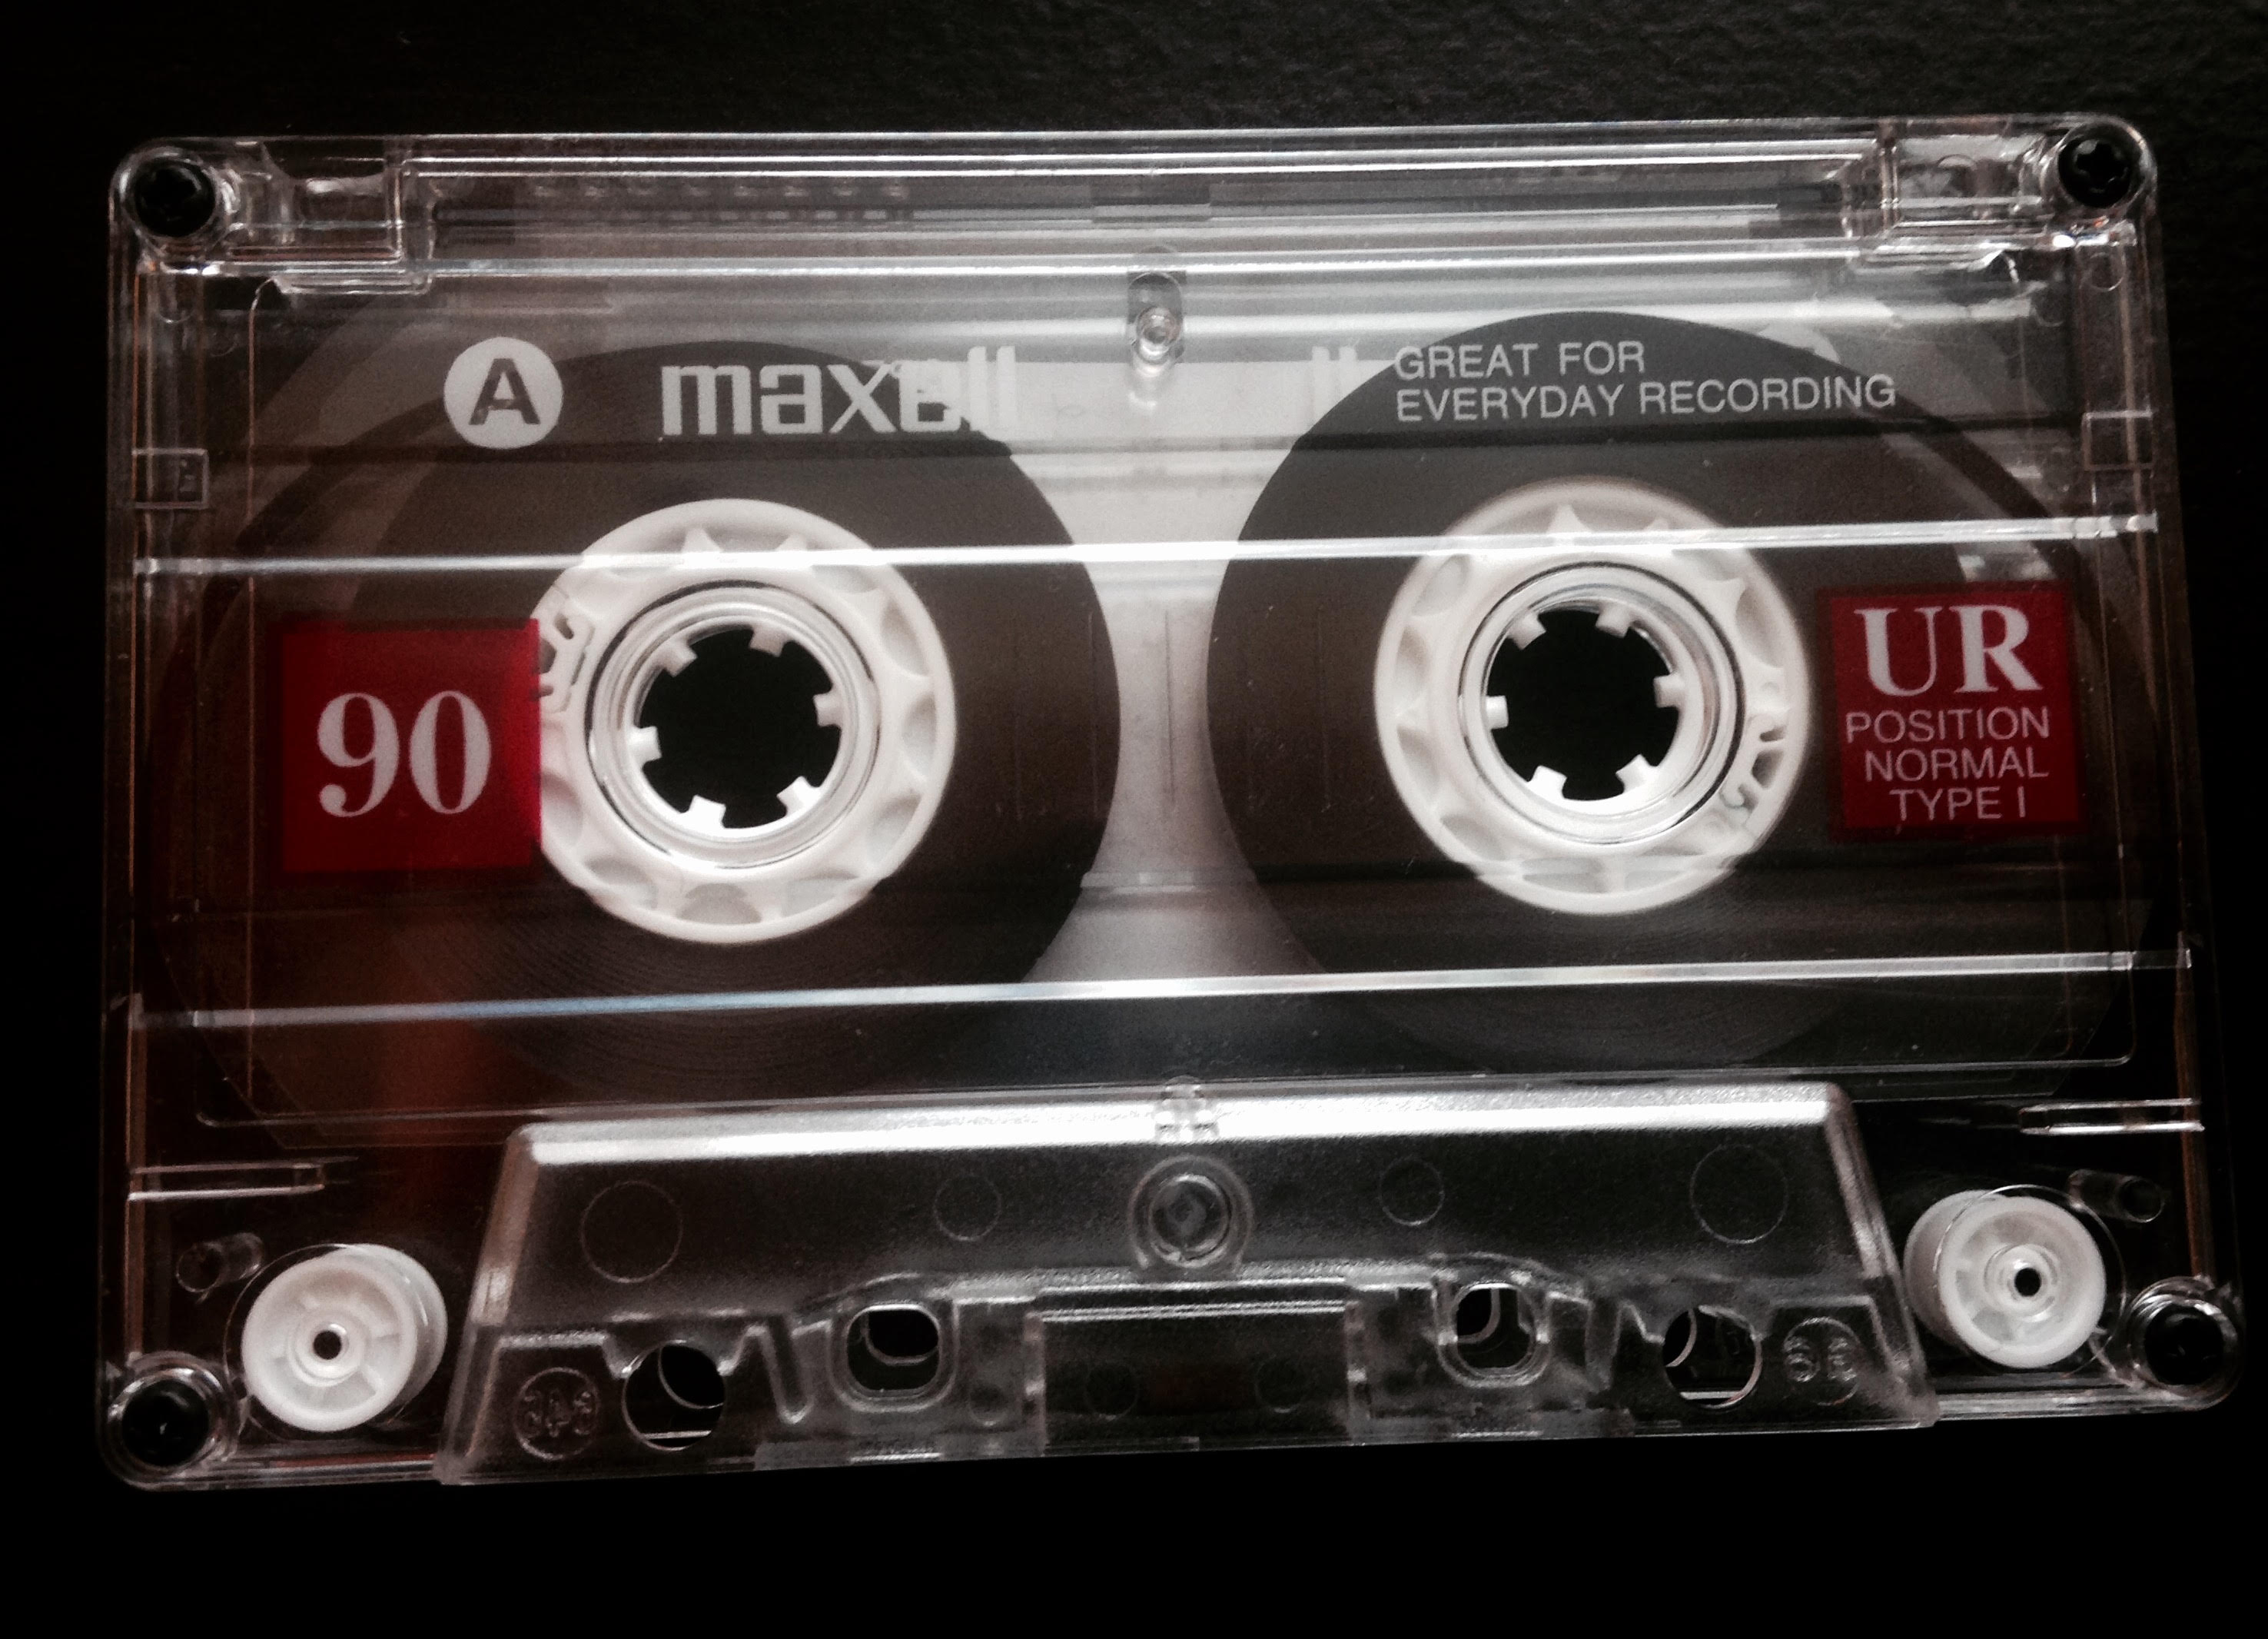 A
maxell
GREAT FOR
EVERYDAY RECORDING
90
UR
POSITION
NORMAL
TYPE I